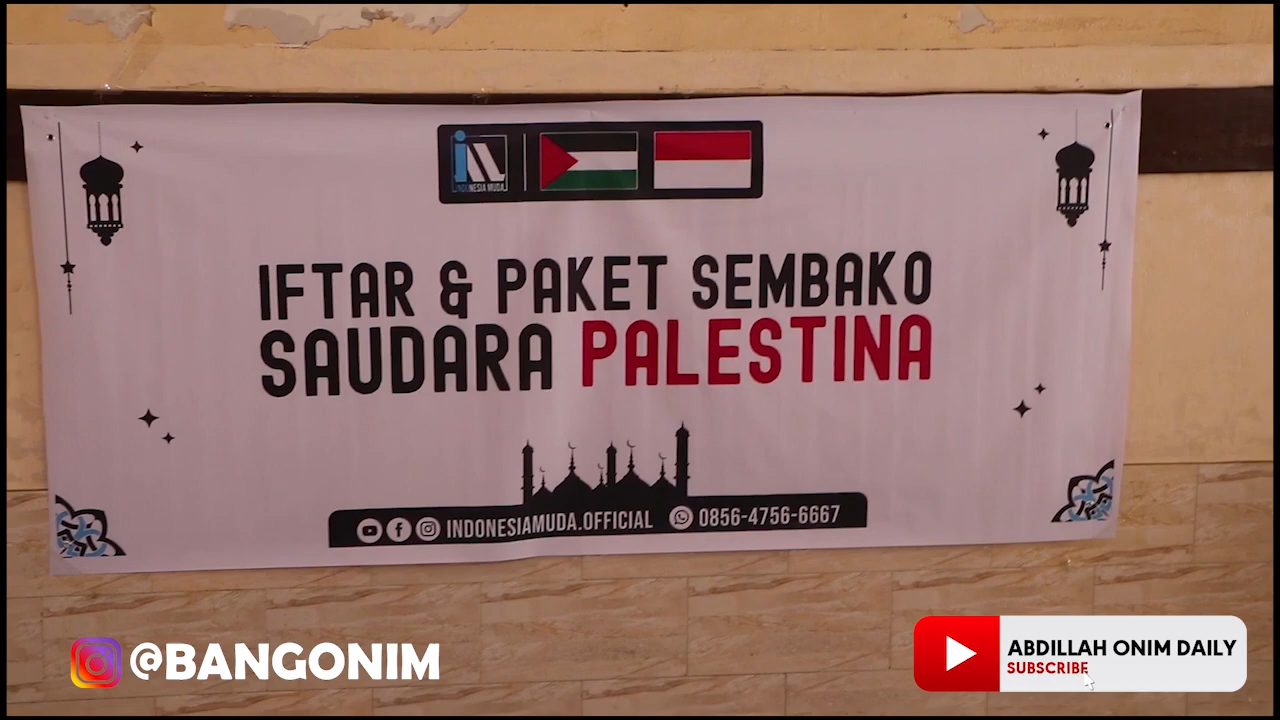 INDONESIA MUDA
IFTAR & PAKET SEMBAKO
SAUDARA PALESTINA
INDONESIAMUDA.OFFICIAL 0856-4756-6667
@BANGONIM
ABDILLAH ONIM DAILY
SUBSCRIBE